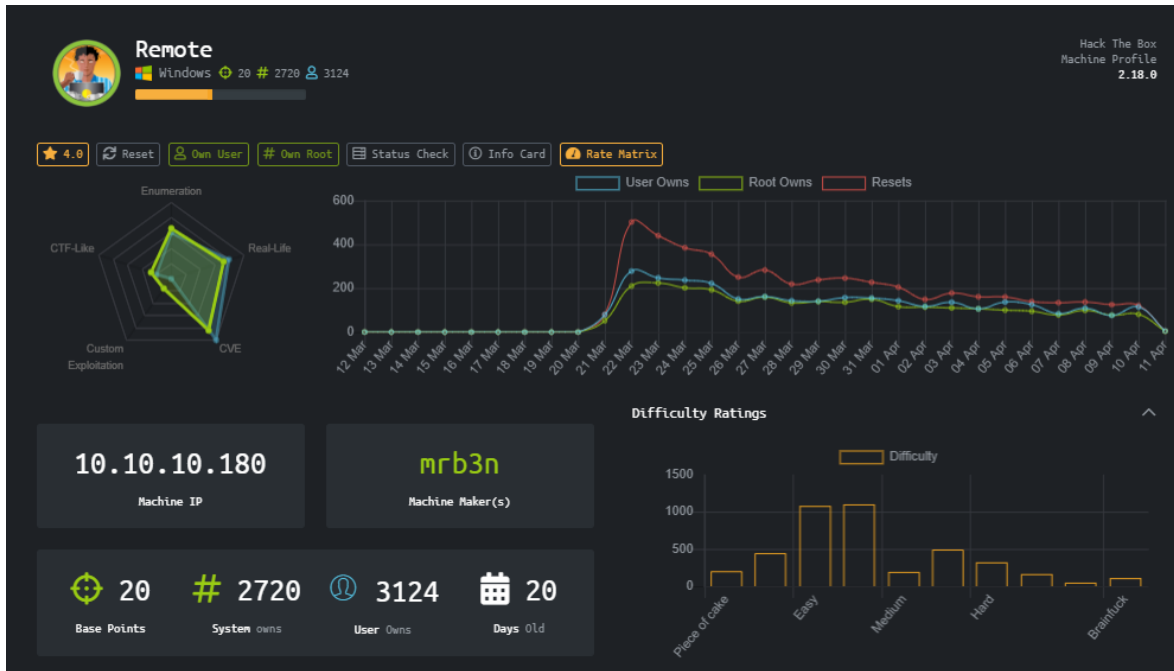 Remote
Windows 20 # 2720 3124
Hack The Box
Machine Profile
2.18.0
4.0 Reset Own User # Own Root Status Check Info Card Rate Matrix
Enumeration
CTF-Like
Real-Life
Custom
Exploitation
CVE
User Owns Root Owns Resets
600
400
200
0
12 Mar 13 Mar 14 Mar 15 Mar 16 Mar 17 Mar 18 Mar 19 Mar 20 Mar 21 Mar 22 Mar 23 Mar 24 Mar 25 Mar 26 Mar 27 Mar 28 Mar 29 Mar 30 Mar 31 Mar 01 Apr 02 Apr 03 Apr 04 Apr 05 Apr 06 Apr 07 Apr 08 Apr 09 Apr 10 Apr 11 Apr
10.10.10.180
Machine IP
mrb3n
Machine Maker(s)
Difficulty Ratings
Difficulty
1500
1000
500
0
Piece of cake Easy Medium Hard Brainfuck
20 # 2720 3124 20
Base Points System owns User Owns Days Old